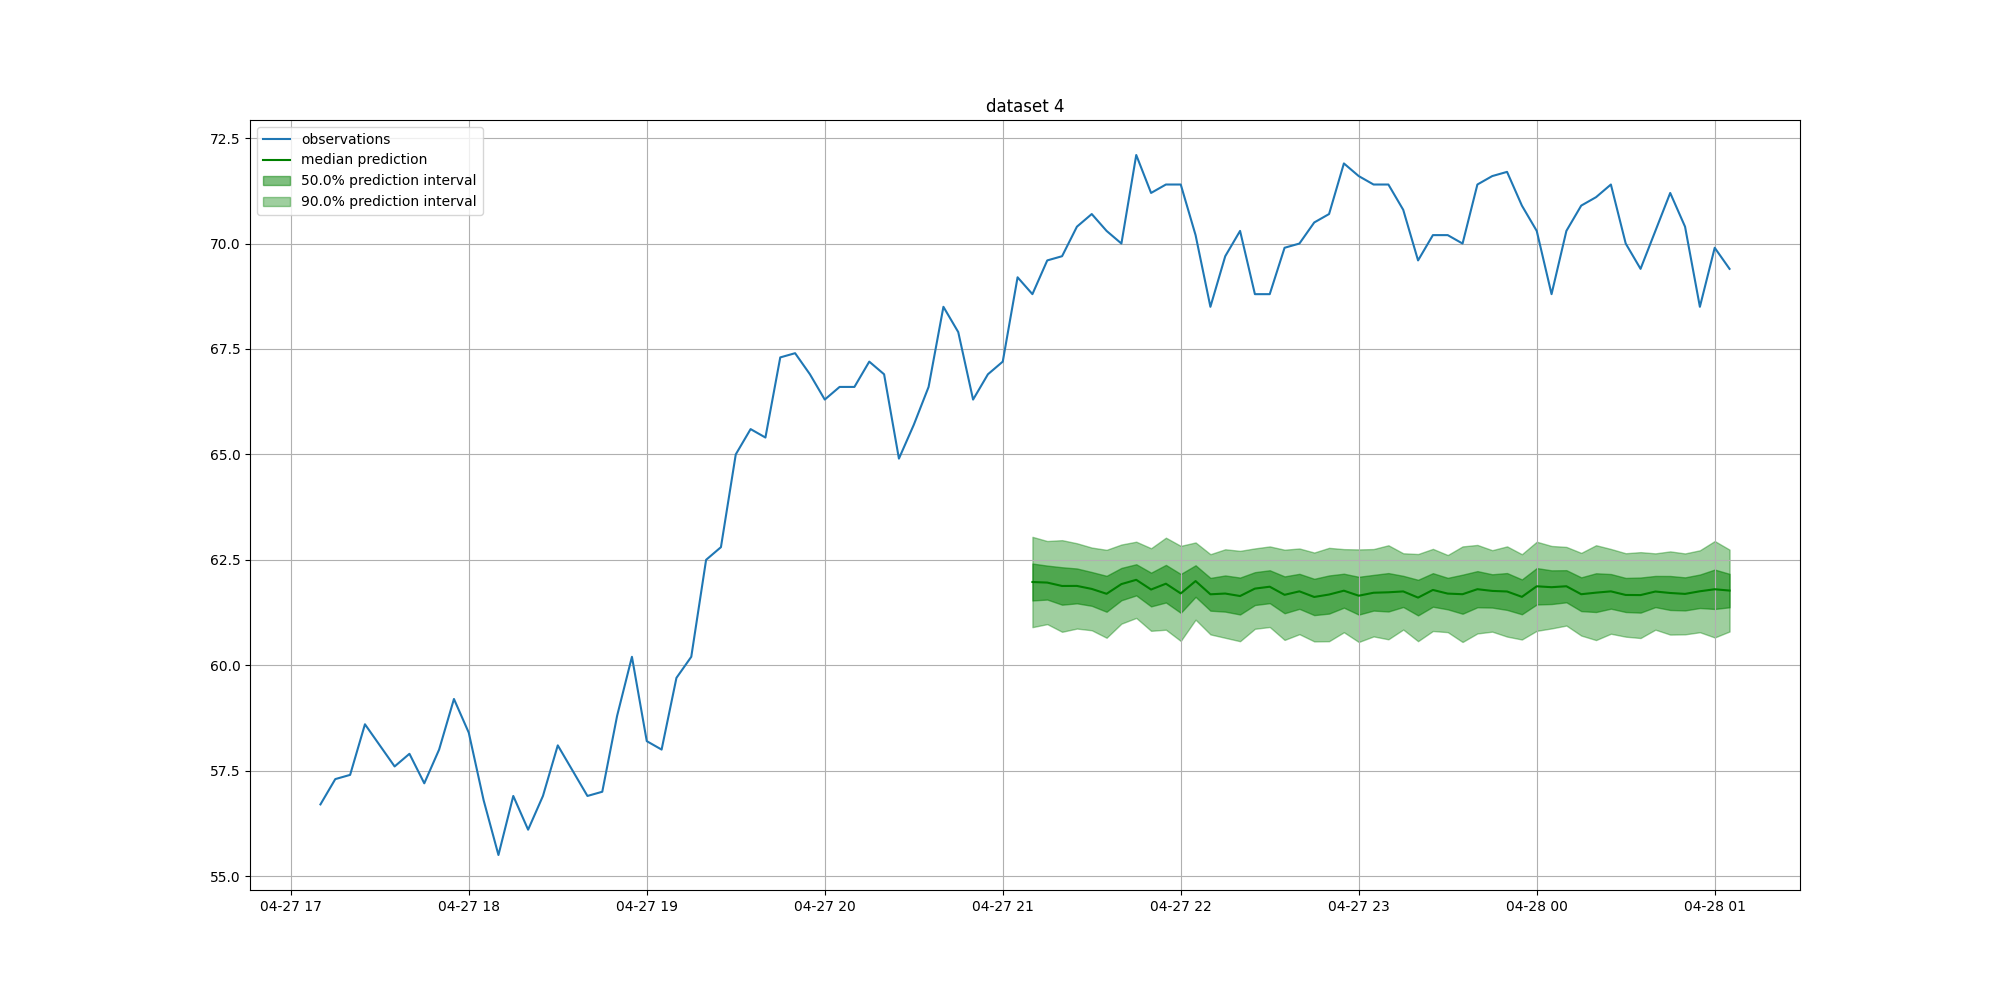 dataset 4
observations
median prediction
50.0% prediction interval
90.0% prediction interval
72.5
70.0
67.5
65.0
62.5
60.0
57.5
55.0
04-27 17 04-27 18 04-27 19 04-27 20 04-27 21 04-27 22 04-27 23 04-28 00 04-28 01